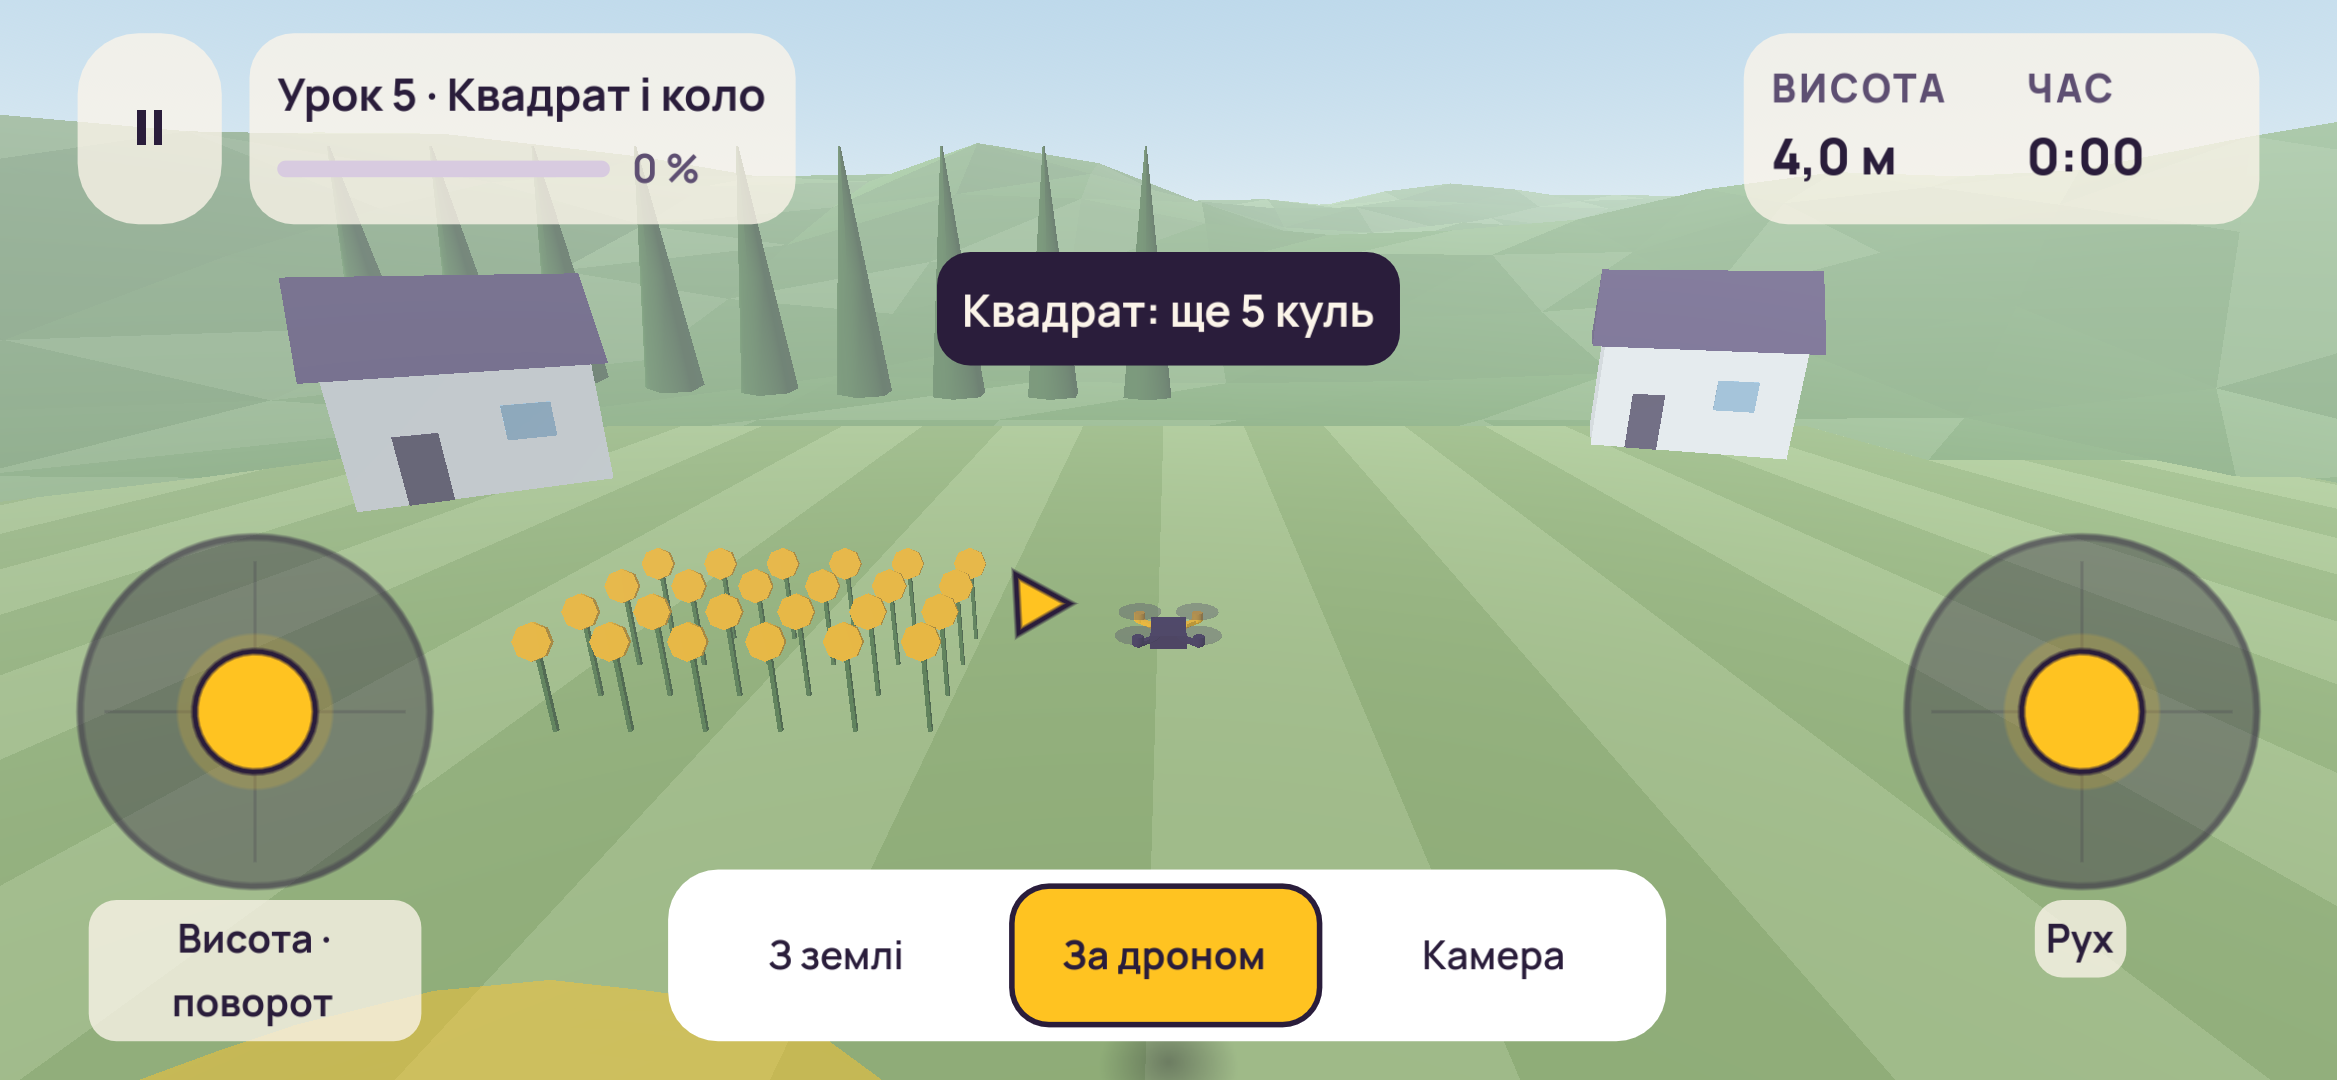 Урок 5 · Квадрат і коло
0 %
ВИСОТА ЧАС
4,0 м 0:00
Квадрат: ще 5 куль
Висота ·
поворот
З землі
За дроном
Камера
Рух